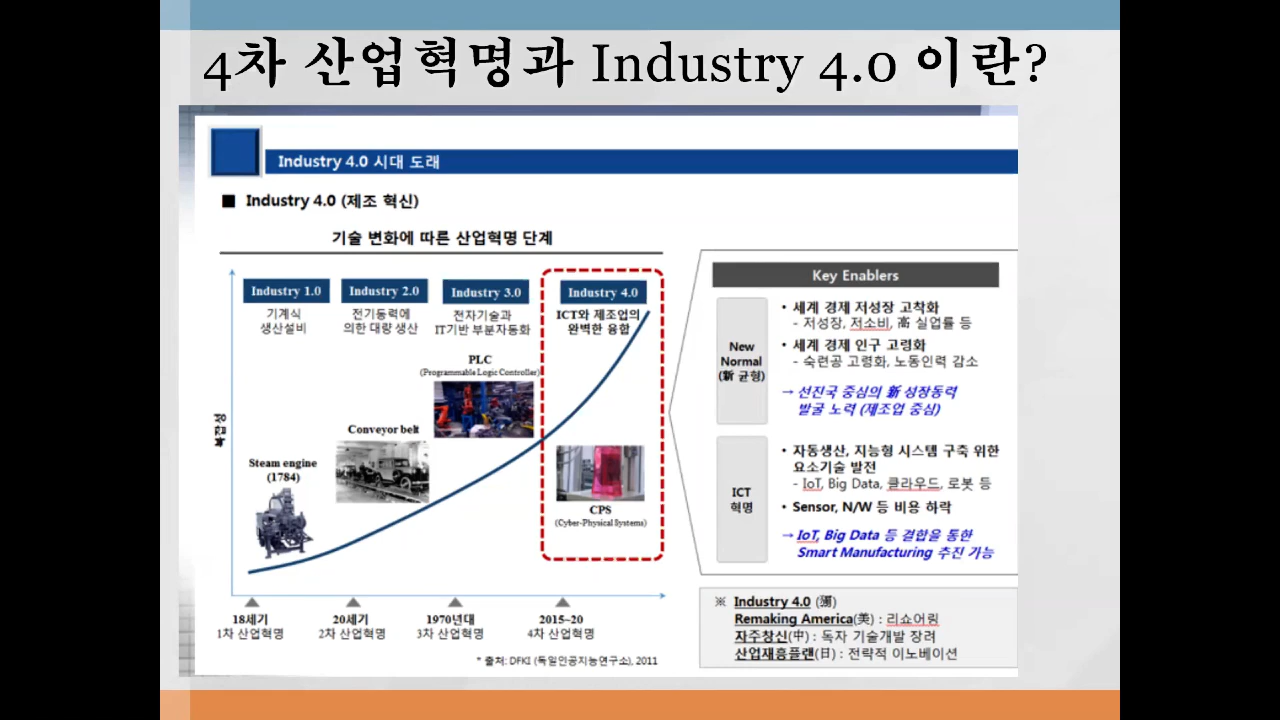 4차 산업혁명과 Industry 4.0 이란?
Industry 4.0 시대 도래
■ Industry 4.0 (제조 혁신)
기술 변화에 따른 산업혁명 단계
Industry 1.0
기계식
생산설비
Industry 2.0
전기동력에
의한 대량 생산
Industry 3.0
전자기술과
IT기반 부분자동화
Industry 4.0
ICT와 제조업의
완벽한 융합
복잡성
Steam engine
(1784)
Conveyor belt
PLC
(Programmable Logic Controller)
CPS
(Cyber-Physical Systems)
18세기
1차 산업혁명
20세기
2차 산업혁명
1970년대
3차 산업혁명
2015~20
4차 산업혁명
* 출처: DFKI (독일인공지능연구소), 2011
Key Enablers
New
Normal
(新 균형)
• 세계 경제 저성장 고착화
- 저성장, 저소비, 高 실업률 등
• 세계 경제 인구 고령화
- 숙련공 고령화, 노동인력 감소
→ 선진국 중심의 新 성장동력
발굴 노력 (제조업 중심)
ICT
혁명
• 자동생산, 지능형 시스템 구축 위한
요소기술 발전
- IoT, Big Data, 클라우드, 로봇 등
• Sensor, N/W 등 비용 하락
→ IoT, Big Data 등 결합을 통한
Smart Manufacturing 추진 가능
※ Industry 4.0
Remaking America(美) : 리쇼어링
자주창신(中) : 독자 기술개발 장려
산업재흥플랜(日) : 전략적 이노베이션